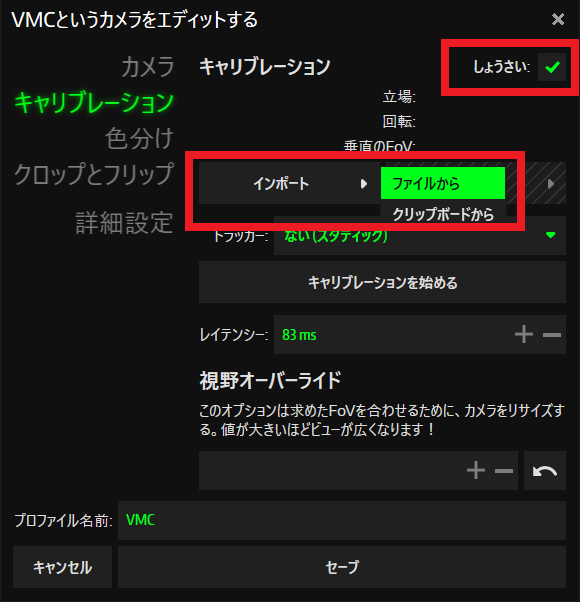 VMCというカメラをエディットする
カメラ
キャリブレーション
色分け
クロップとフリップ
詳細設定
キャリブレーション
しょうさい:
立場:
回転:
垂直のFoV:
インポート
ファイルから
クリップボードから
トラッカー:
ない (スタティック)
キャリブレーションを始める
レイテンシー:
83 ms
視野オーバーライド
このオプションは求めたFoVを合わせるために、カメラをリサイズす
る。値が大きいほどビューが広くなります！
プロファイル名前:
VMC
キャンセル
セーブ